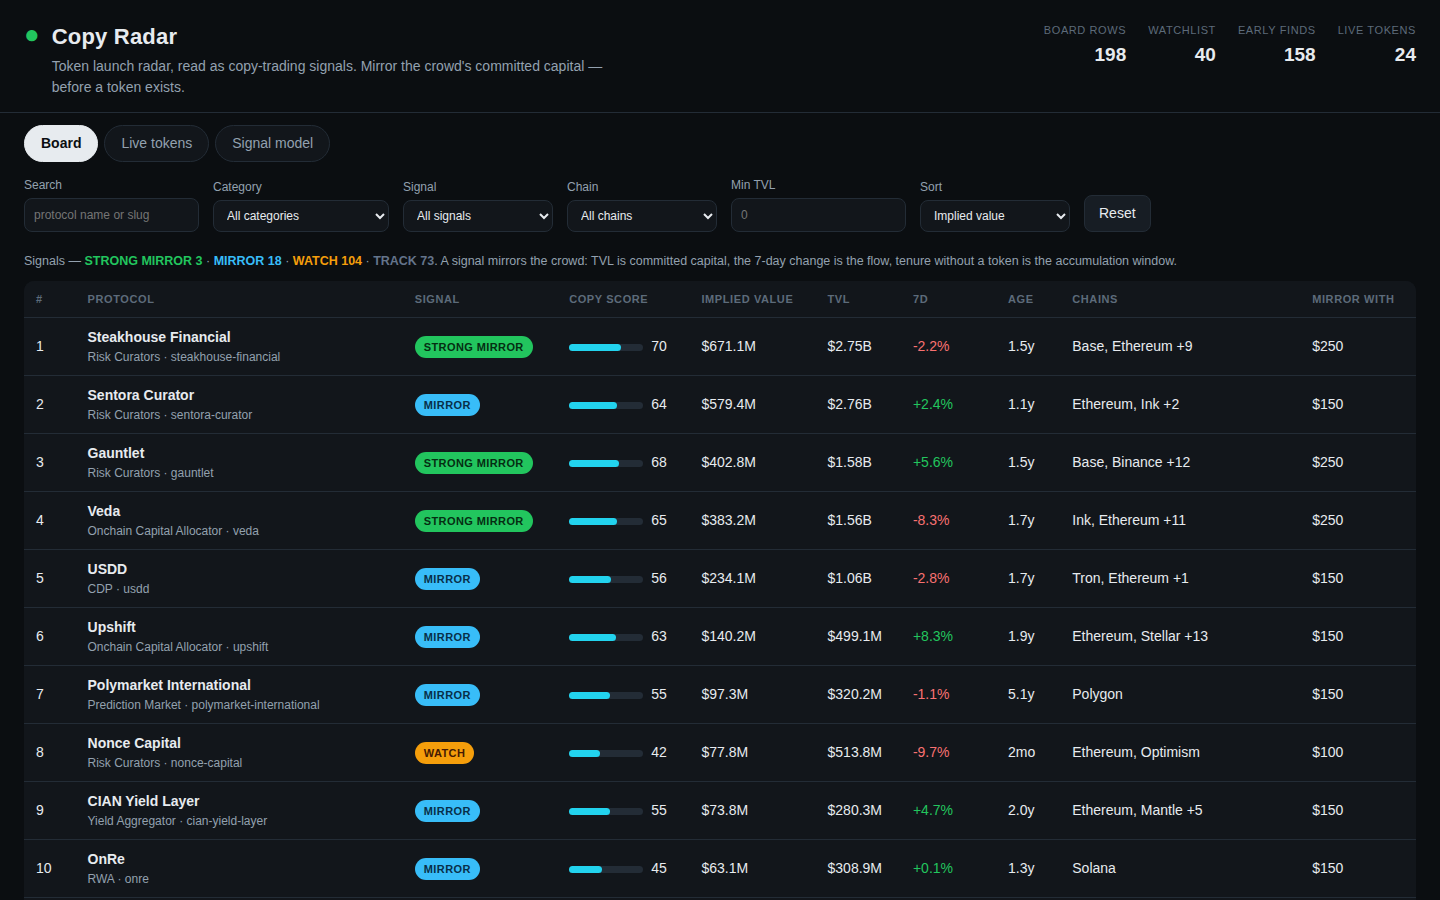 Copy Radar
Token launch radar, read as copy-trading signals. Mirror the crowd's committed capital —
before a token exists.
BOARD ROWS WATCHLIST EARLY FINDS LIVE TOKENS
198 40 158 24
Board Live tokens Signal model
Search Category Signal Chain Min TVL Sort
protocol name or slug All categories All signals All chains 0 Implied value Reset
Signals — STRONG MIRROR 3 · MIRROR 18 · WATCH 104 · TRACK 73. A signal mirrors the crowd: TVL is committed capital, the 7-day change is the flow, tenure without a token is the accumulation window.
# PROTOCOL SIGNAL COPY SCORE IMPLIED VALUE TVL 7D AGE CHAINS MIRROR WITH
1 Steakhouse Financial STRONG MIRROR 70 $671.1M $2.75B -2.2% 1.5y Base, Ethereum +9 $250
Risk Curators · steakhouse-financial
2 Sentora Curator MIRROR 64 $579.4M $2.76B +2.4% 1.1y Ethereum, Ink +2 $150
Risk Curators · sentora-curator
3 Gauntlet STRONG MIRROR 68 $402.8M $1.58B +5.6% 1.5y Base, Binance +12 $250
Risk Curators · gauntlet
4 Veda STRONG MIRROR 65 $383.2M $1.56B -8.3% 1.7y Ink, Ethereum +11 $250
Onchain Capital Allocator · veda
5 USDD MIRROR 56 $234.1M $1.06B -2.8% 1.7y Tron, Ethereum +1 $150
CDP · usdd
6 Upshift MIRROR 63 $140.2M $499.1M +8.3% 1.9y Ethereum, Stellar +13 $150
Onchain Capital Allocator · upshift
7 Polymarket International MIRROR 55 $97.3M $320.2M -1.1% 5.1y Polygon $150
Prediction Market · polymarket-international
8 Nonce Capital WATCH 42 $77.8M $513.8M -9.7% 2mo Ethereum, Optimism $100
Risk Curators · nonce-capital
9 CIAN Yield Layer MIRROR 55 $73.8M $280.3M +4.7% 2.0y Ethereum, Mantle +5 $150
Yield Aggregator · cian-yield-layer
10 OnRe MIRROR 45 $63.1M $308.9M +0.1% 1.3y Solana $150
RWA · onre